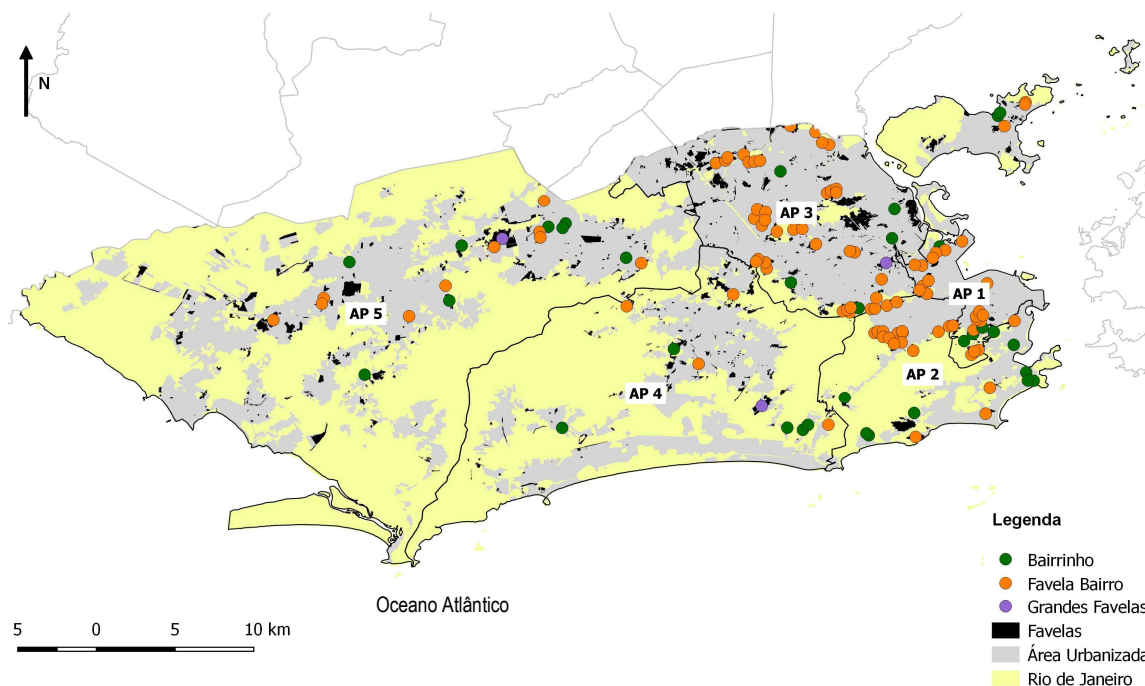 N
AP 3
AP 1
AP 5
AP 2
AP 4
Oceano Atlântico
5 0 5 10 km
Legenda
Bairrinho
Favela Bairro
Grandes Favelas
Favelas
Área Urbanizada
Rio de Janeiro